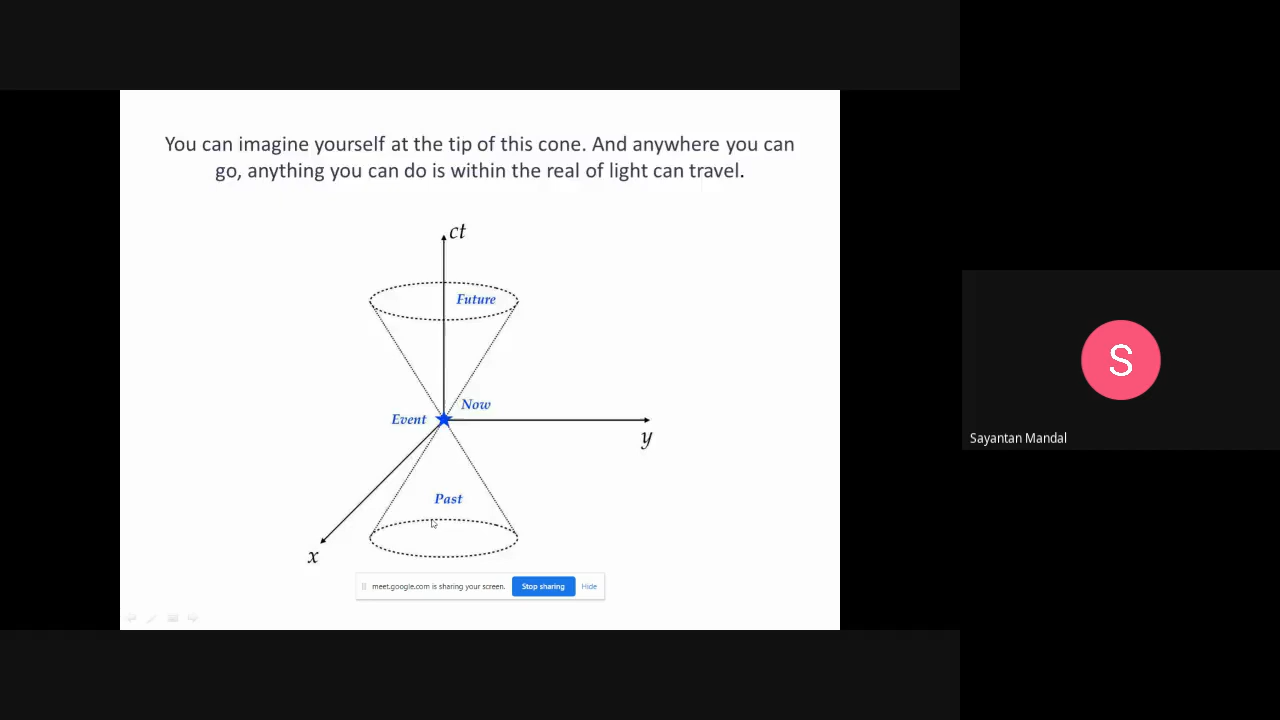 You can imagine yourself at the tip of this cone. And anywhere you can
go, anything you can do is within the real of light can travel.
ct
Future
Now
Event
y
Past
x
meet.google.com is sharing your screen. Stop sharing Hide
S
Sayantan Mandal